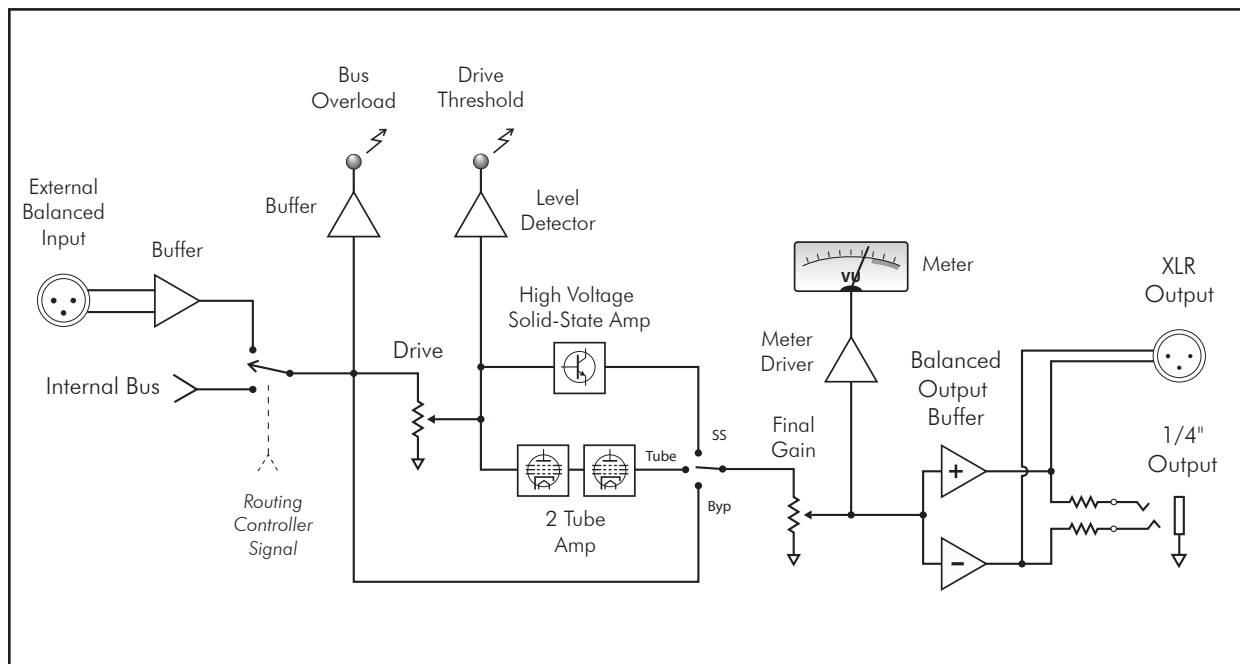 Bus
Overload
Drive
Threshold
External
Balanced
Input
Buffer
Buffer
Level
Detector
Internal Bus
Routing
Controller
Signal
Drive
High Voltage
Solid-State Amp
2 Tube
Amp
SS
Tube
Byp
Final
Gain
VU
Meter
Meter
Driver
Balanced
Output
Buffer
+
-
XLR
Output
1/4"
Output